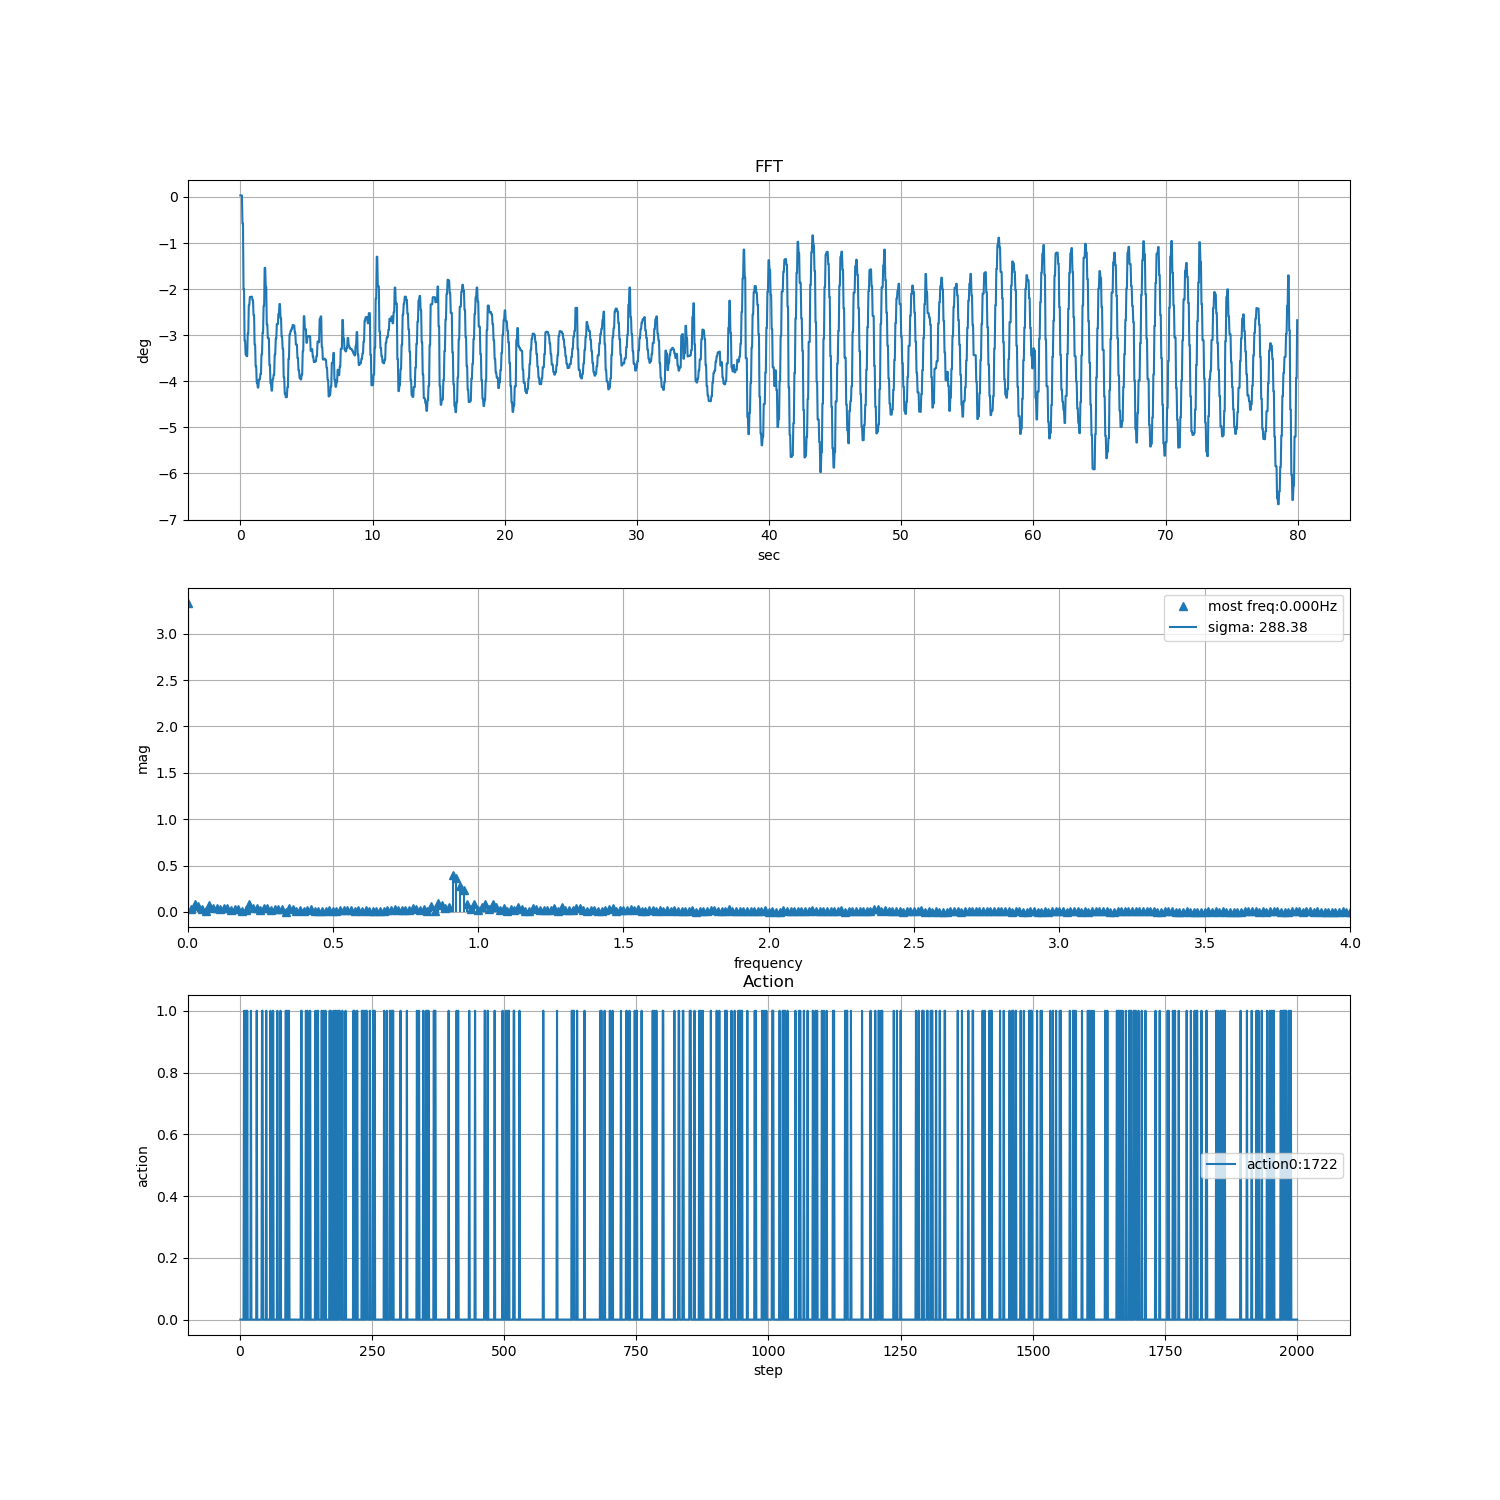 FFT
0
−1
−2
−3
−4
−5
−6
−7
deg
0 10 20 30 40 50 60 70 80
sec
most freq:0.000Hz
sigma: 288.38
3.0
2.5
2.0
1.5
1.0
0.5
0.0
mag
0.0 0.5 1.0 1.5 2.0 2.5 3.0 3.5 4.0
frequency
Action
1.0
0.8
0.6
0.4
0.2
0.0
action
action0:1722
0 250 500 750 1000 1250 1500 1750 2000
step